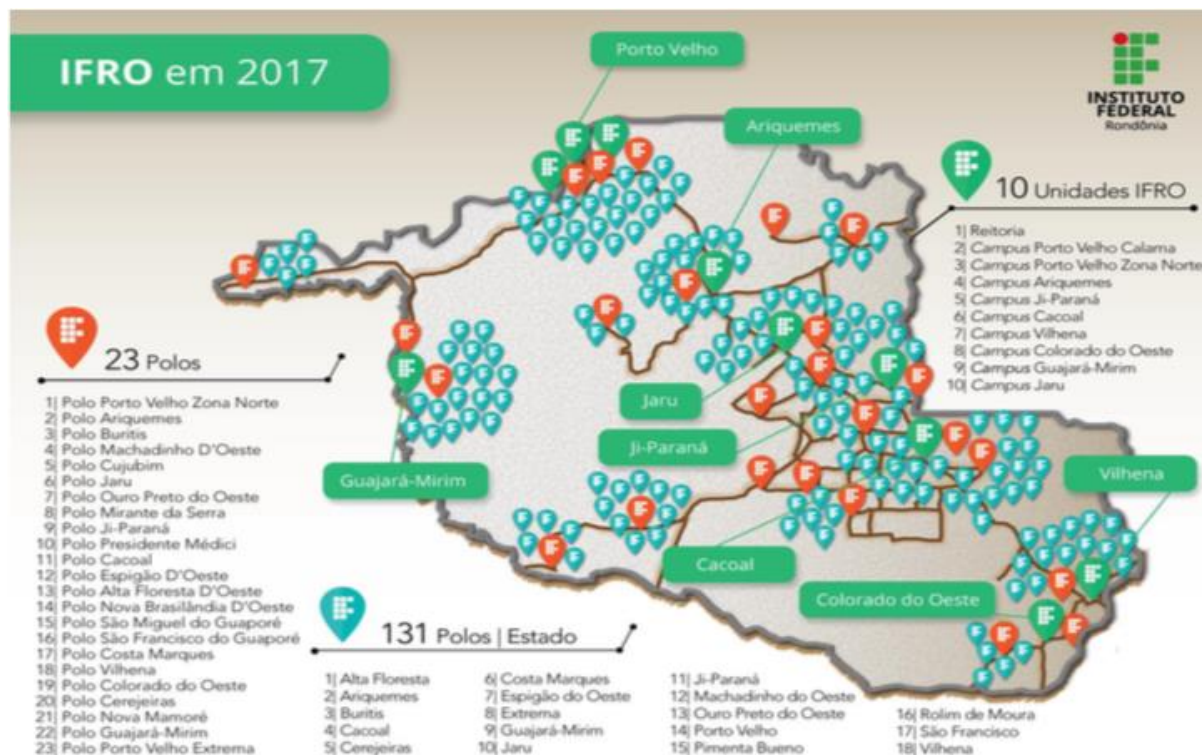 IFRO em 2017
INSTITUTO
FEDERAL
Rondônia
Porto Velho
Ariquemes
Jaru
Ji-Paraná
Guajará-Mirim
Vilhena
Cacoal
Colorado do Oeste
10 Unidades IFRO
1| Reitoria
2| Campus Porto Velho Calama
3| Campus Porto Velho Zona Norte
4| Campus Ariquemes
5| Campus Ji-Paraná
6| Campus Cacoal
7| Campus Vilhena
8| Campus Colorado do Oeste
9| Campus Guajará-Mirim
10| Campus Jaru
23 Polos
1| Polo Porto Velho Zona Norte
2| Polo Ariquemes
3| Polo Buritis
4| Polo Machadinho D'Oeste
5| Polo Cujubim
6| Polo Jaru
7| Polo Ouro Preto do Oeste
8| Polo Mirante da Serra
9| Polo Ji-Paraná
10| Polo Presidente Médici
11| Polo Cacoal
12| Polo Espigão D'Oeste
13| Polo Alta Floresta D'Oeste
14| Polo Nova Brasilândia D'Oeste
15| Polo São Miguel do Guaporé
16| Polo São Francisco do Guaporé
17| Polo Costa Marques
18| Polo Vilhena
19| Polo Colorado do Oeste
20| Polo Cerejeiras
21| Polo Nova Mamoré
22| Polo Guajará-Mirim
23| Polo Porto Velho Extrema
131 Polos | Estado
1| Alta Floresta
2| Ariquemes
3| Buritis
4| Cacoal
5| Cerejeiras
6| Costa Marques
7| Espigão do Oeste
8| Extrema
9| Guajará-Mirim
10| Jaru
11| Ji-Paraná
12| Machadinho do Oeste
13| Ouro Preto do Oeste
14| Porto Velho
15| Pimenta Bueno
16| Rolim de Moura
17| São Francisco
18| Vilhena